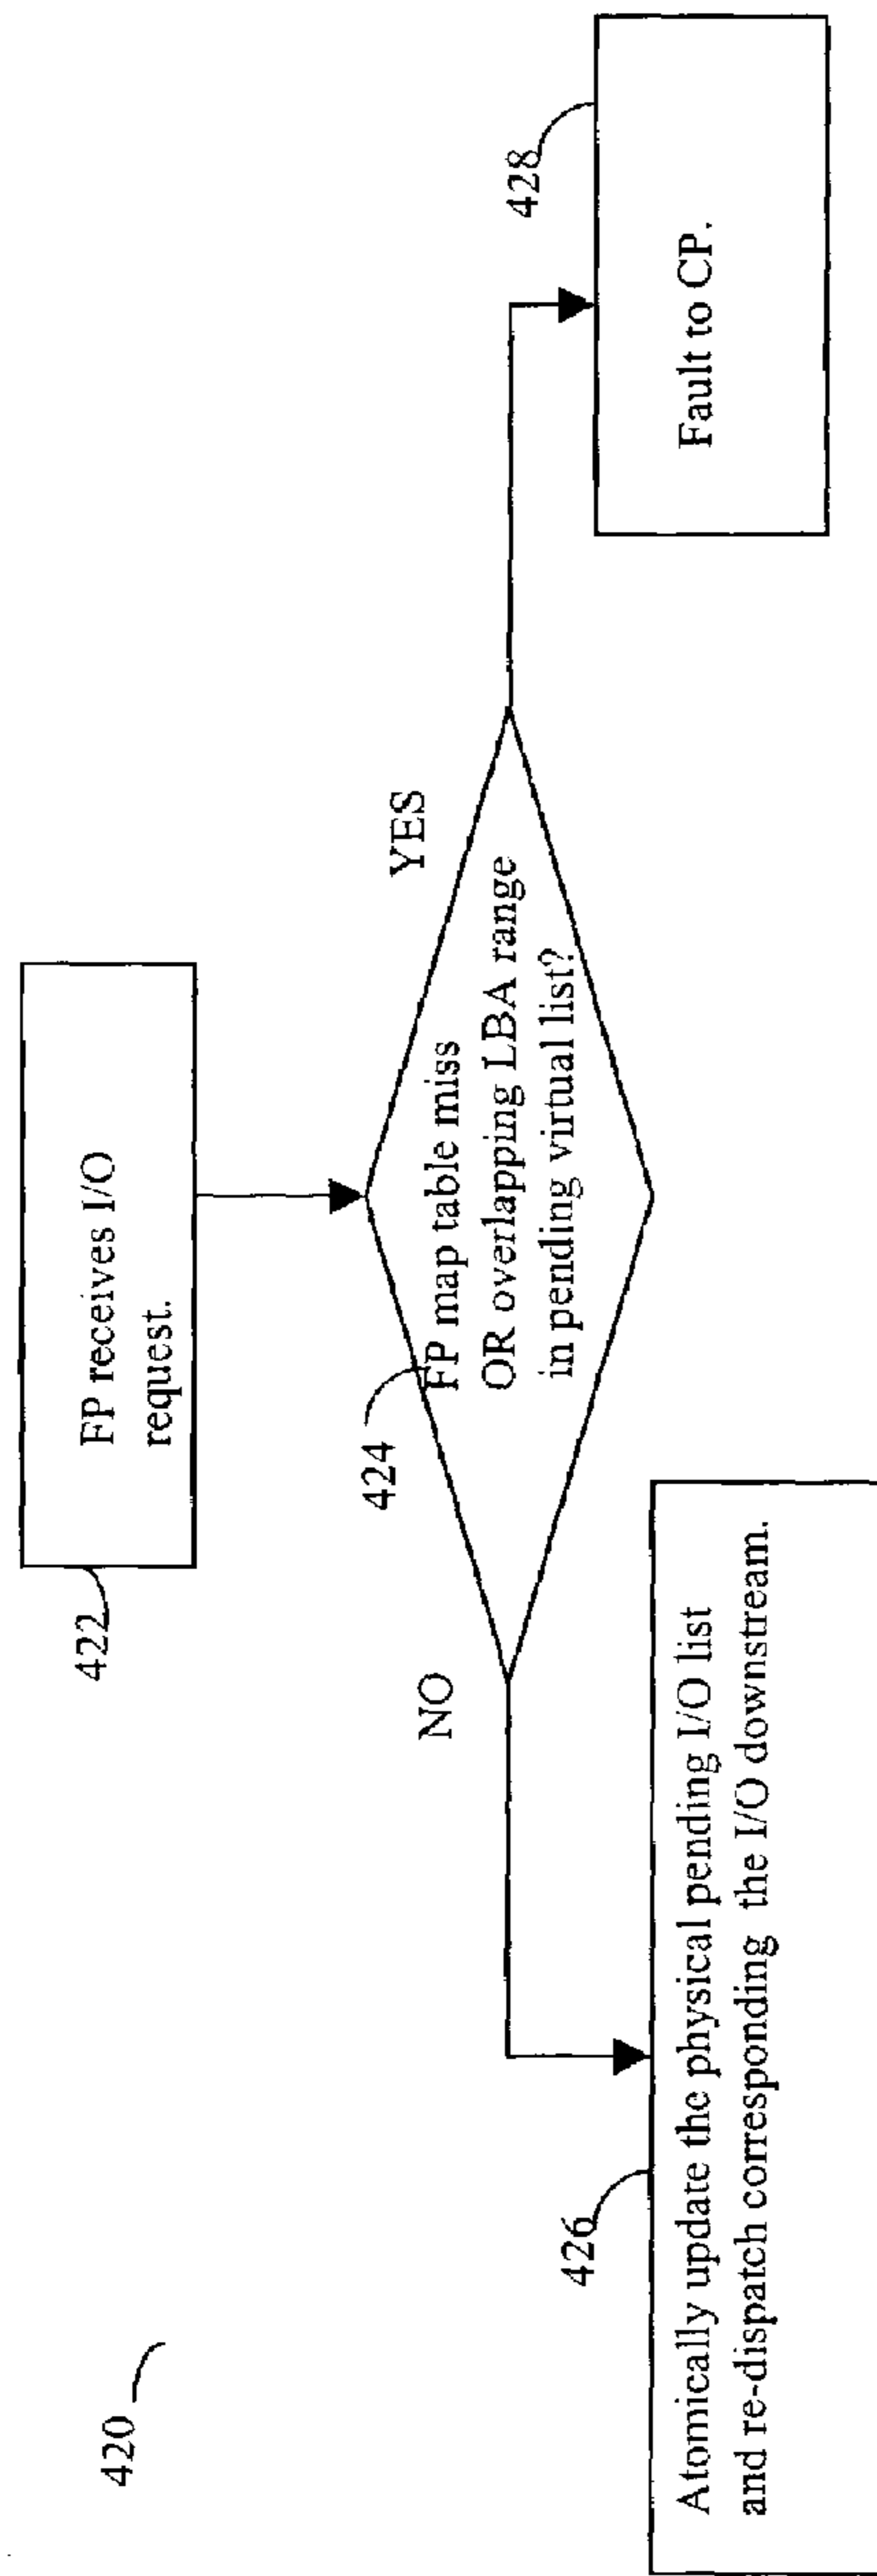 420
422
FP receives I/O
request.
424
FP map table miss
OR overlapping LBA range
in pending virtual list?
NO
YES
426
Atomically update the physical pending I/O list
and re-dispatch corresponding the I/O downstream.
428
Fault to CP.